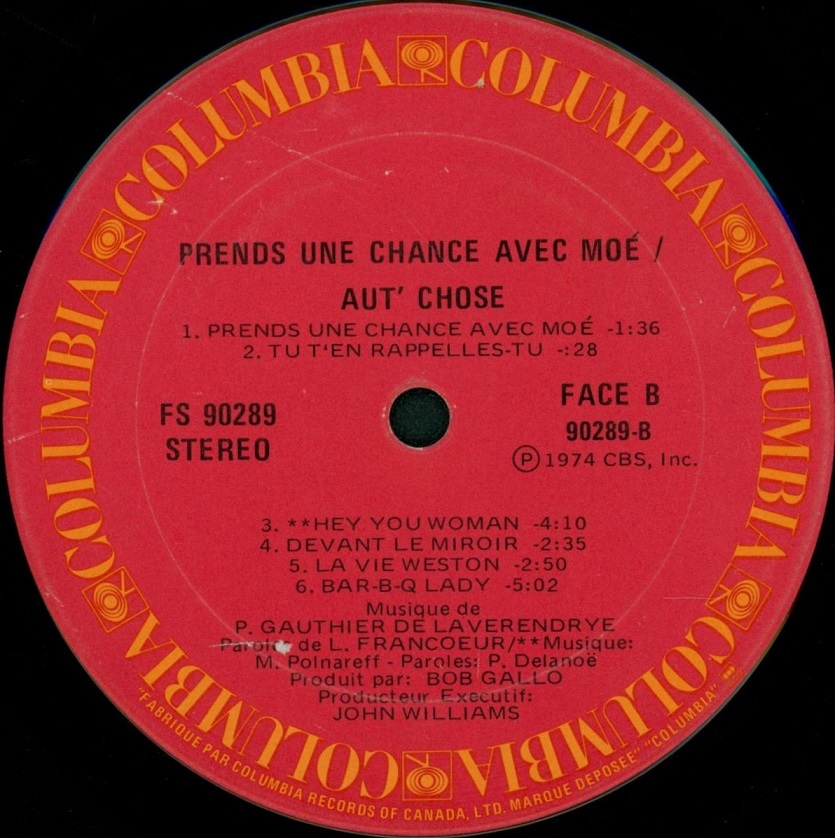 COLUMBIA COLUMBIA COLUMBIA COLUMBIA COLUMBIA COLUMBIA COLUMBIA COLUMBIA
PRENDS UNE CHANCE AVEC MOÉ /
AUT' CHOSE
1. PRENDS UNE CHANCE AVEC MOÉ -1:36
2. TU T'EN RAPPELLES-TU -:28
FS 90289
STEREO
FACE B
90289-B
Ⓟ 1974 CBS, Inc.
3. **HEY YOU WOMAN -4:10
4. DEVANT LE MIROIR -2:35
5. LA VIE WESTON -2:50
6. BAR-B-Q LADY -5:02
Musique de
P. GAUTHIER DE LAVERENDRYE
Paroles de L. FRANCOEUR/**Musique:
M. Polnareff - Paroles: P. Delanoë
Produit par: BOB GALLO
Producteur Executif:
JOHN WILLIAMS
"FABRIQUE PAR COLUMBIA RECORDS OF CANADA, LTD. MARQUE DEPOSEE" "COLUMBIA"